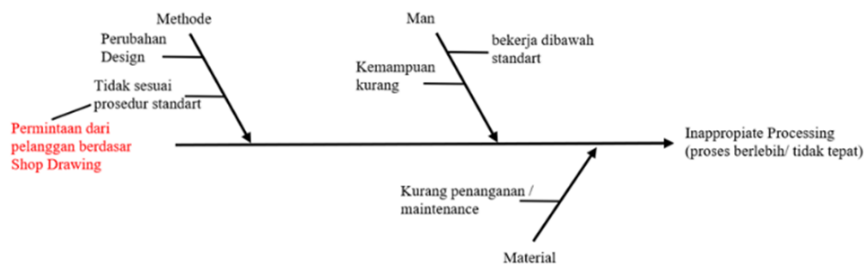 Methode
Perubahan
Design
Tidak sesuai
prosedur standart
Permintaan dari
pelanggan berdasar
Shop Drawing
Man
bekerja dibawah
standart
Kemampuan
kurang
Inappropiate Processing
(proses berlebih/ tidak tepat)
Kurang penanganan /
maintenance
Material